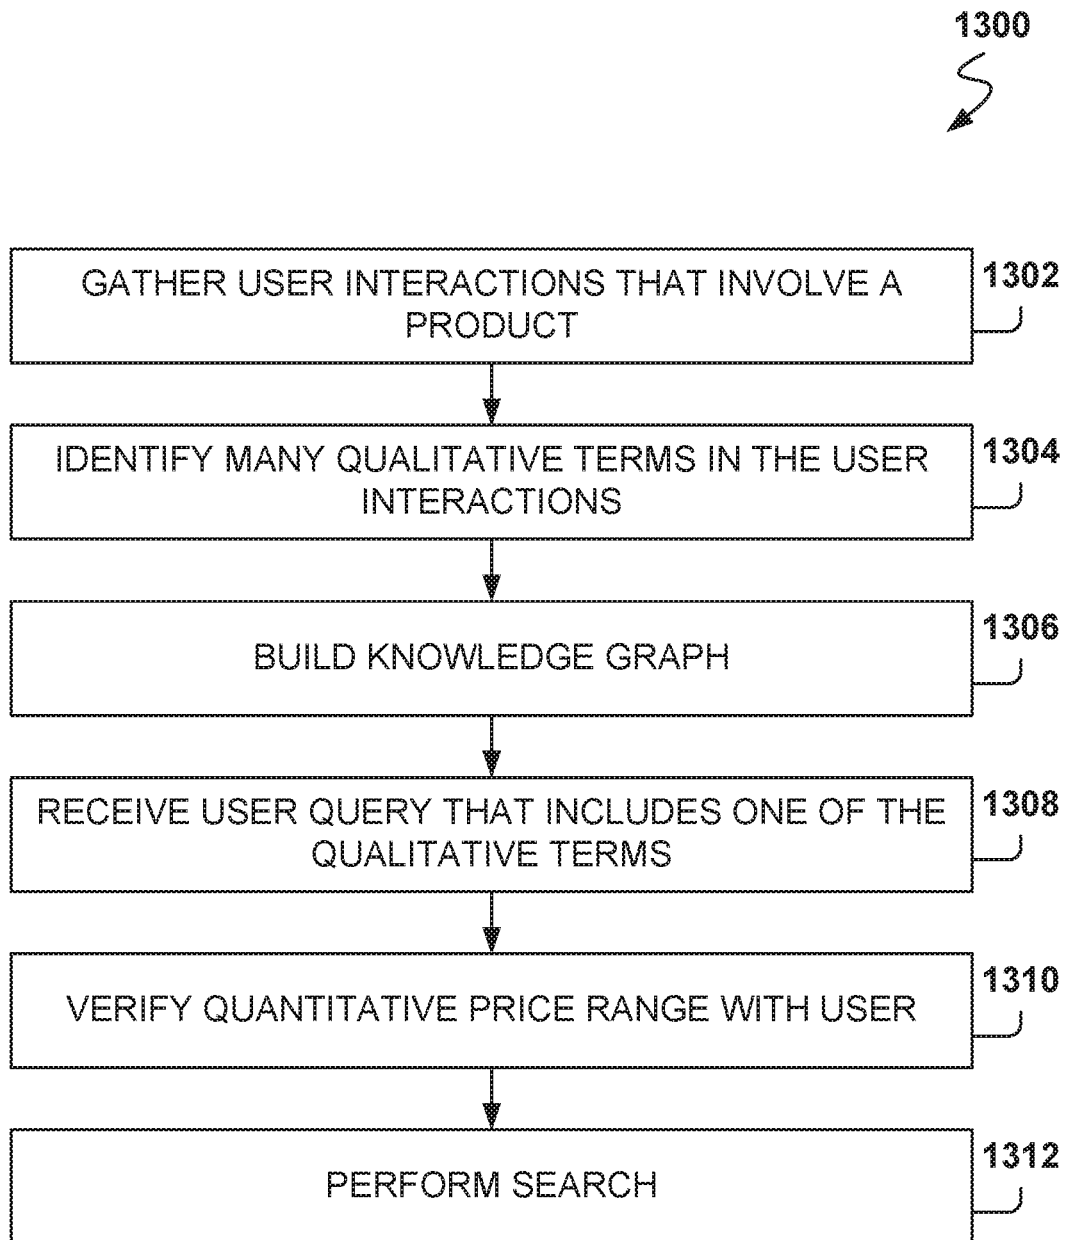 1300
GATHER USER INTERACTIONS THAT INVOLVE A
PRODUCT
1302
IDENTIFY MANY QUALITATIVE TERMS IN THE USER
INTERACTIONS
1304
BUILD KNOWLEDGE GRAPH
1306
RECEIVE USER QUERY THAT INCLUDES ONE OF THE
QUALITATIVE TERMS
1308
VERIFY QUANTITATIVE PRICE RANGE WITH USER
1310
PERFORM SEARCH
1312